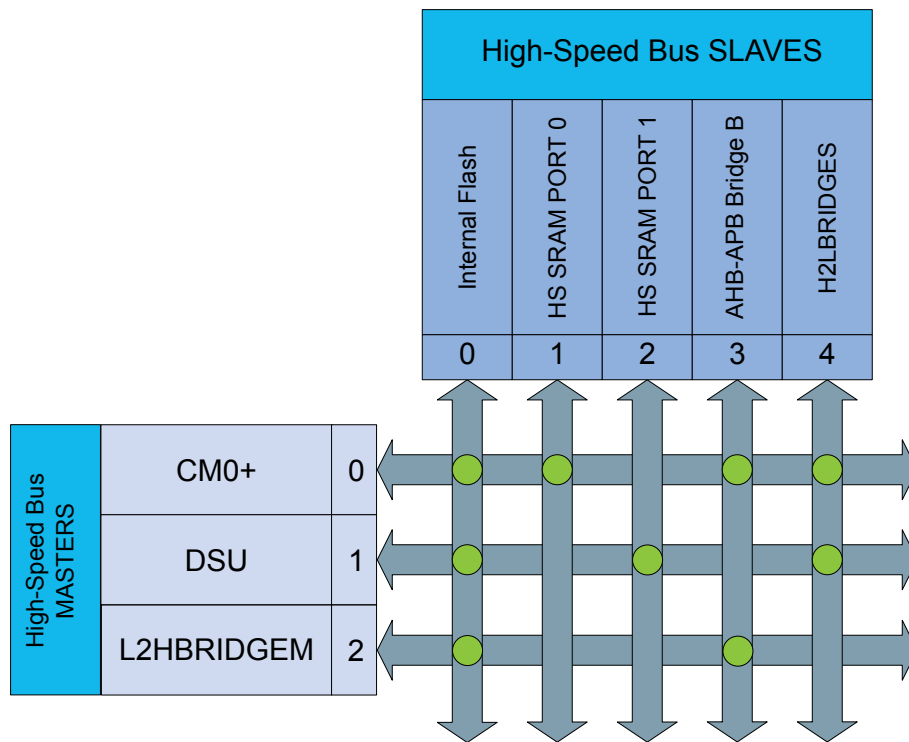 High-Speed Bus SLAVES
Internal Flash
HS SRAM PORT 0
HS SRAM PORT 1
AHB-APB Bridge B
H2LBRIDGES
0
1
2
3
4
High-Speed Bus
MASTERS
CM0+
0
DSU
1
L2HBRIDGEM
2